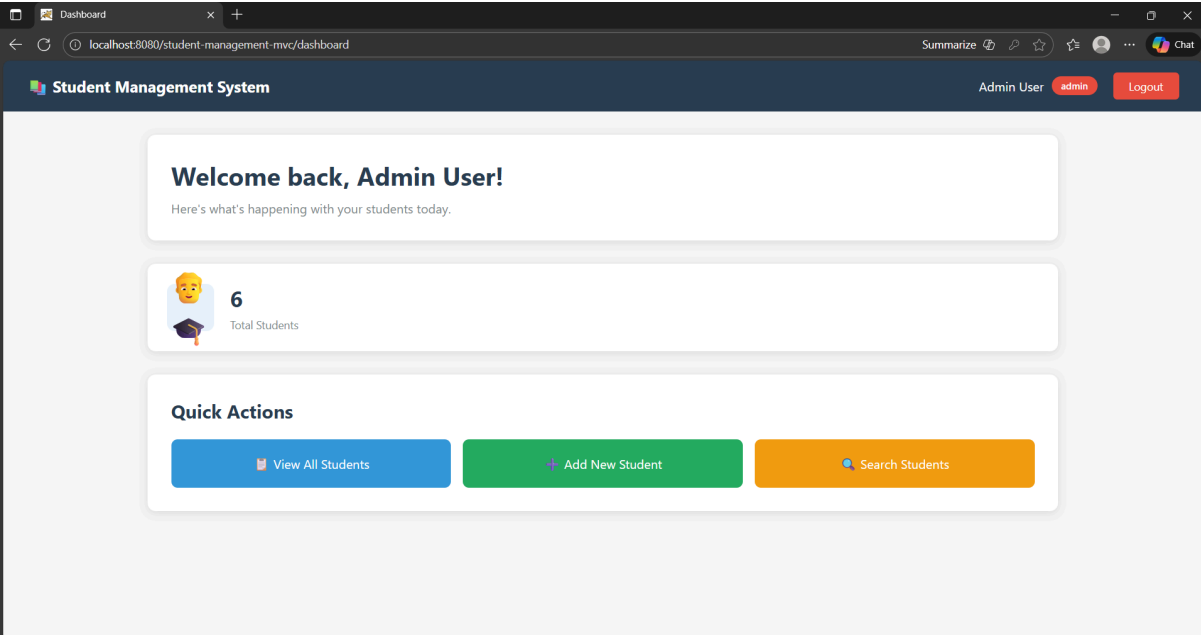 Dashboard
localhost:8080/student-management-mvc/dashboard
Summarize
Chat
Student Management System
Admin User
admin
Logout
Welcome back, Admin User!
Here's what's happening with your students today.
6
Total Students
Quick Actions
View All Students
Add New Student
Search Students